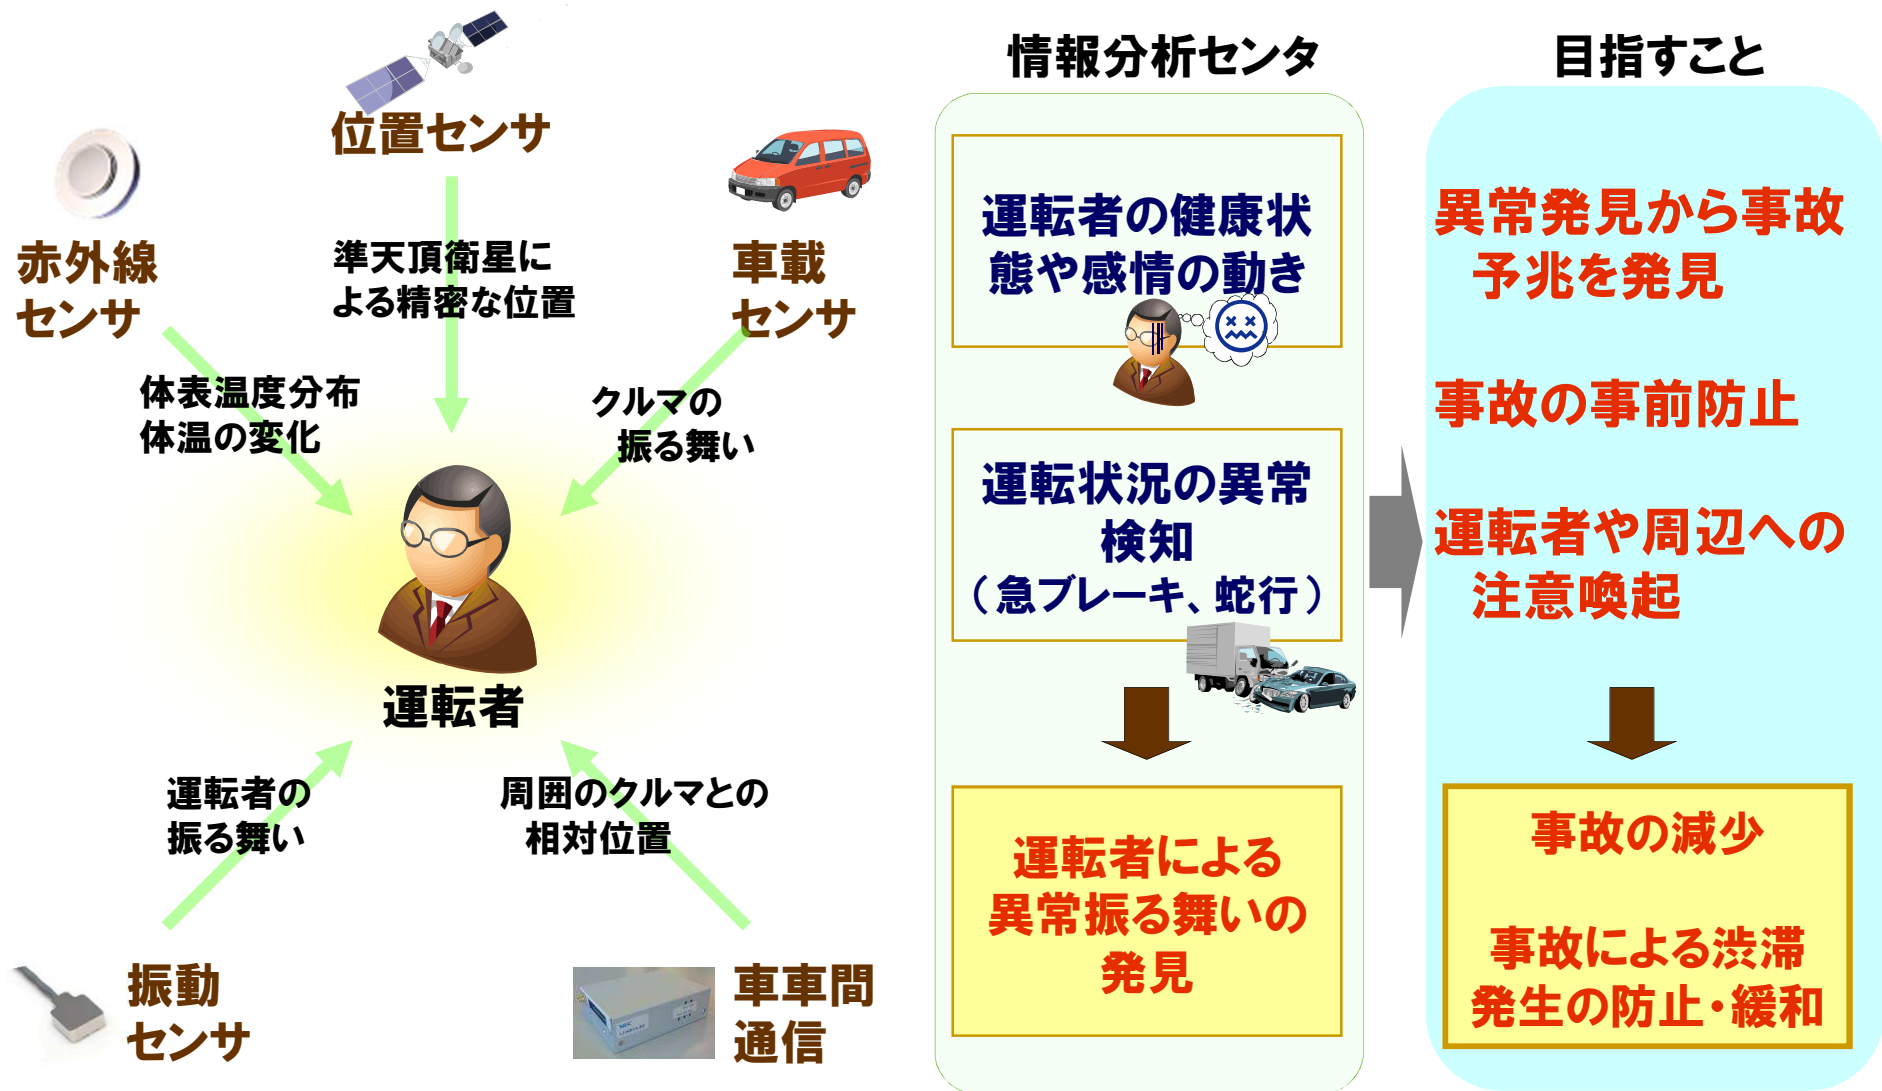 位置センサ
赤外線
センサ
準天頂衛星に
よる精密な位置
車載
センサ
体表温度分布
体温の変化
クルマの
振る舞い
運転者
運転者の
振る舞い
周囲のクルマとの
相対位置
振動
センサ
NEC
車車間
通信
情報分析センタ
運転者の健康状
態や感情の動き
運転状況の異常
検知
（急ブレーキ、蛇行）
運転者による
異常振る舞いの
発見
目指すこと
異常発見から事故
予兆を発見
事故の事前防止
運転者や周辺への
注意喚起
事故の減少
事故による渋滞
発生の防止・緩和